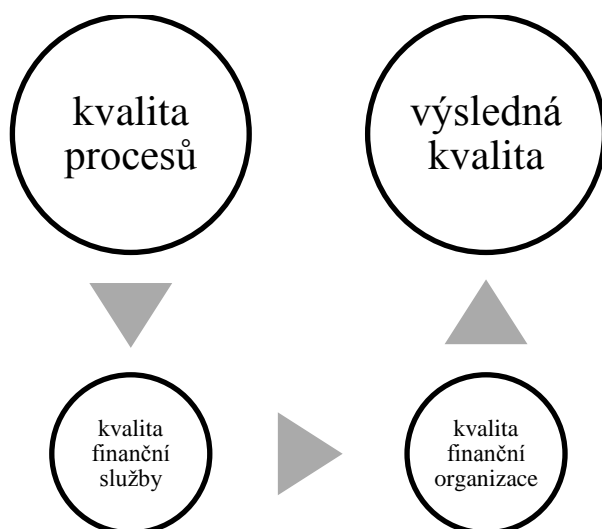 kvalita
procesů
výsledná
kvalita
kvalita
finanční
služby
kvalita
finanční
organizace